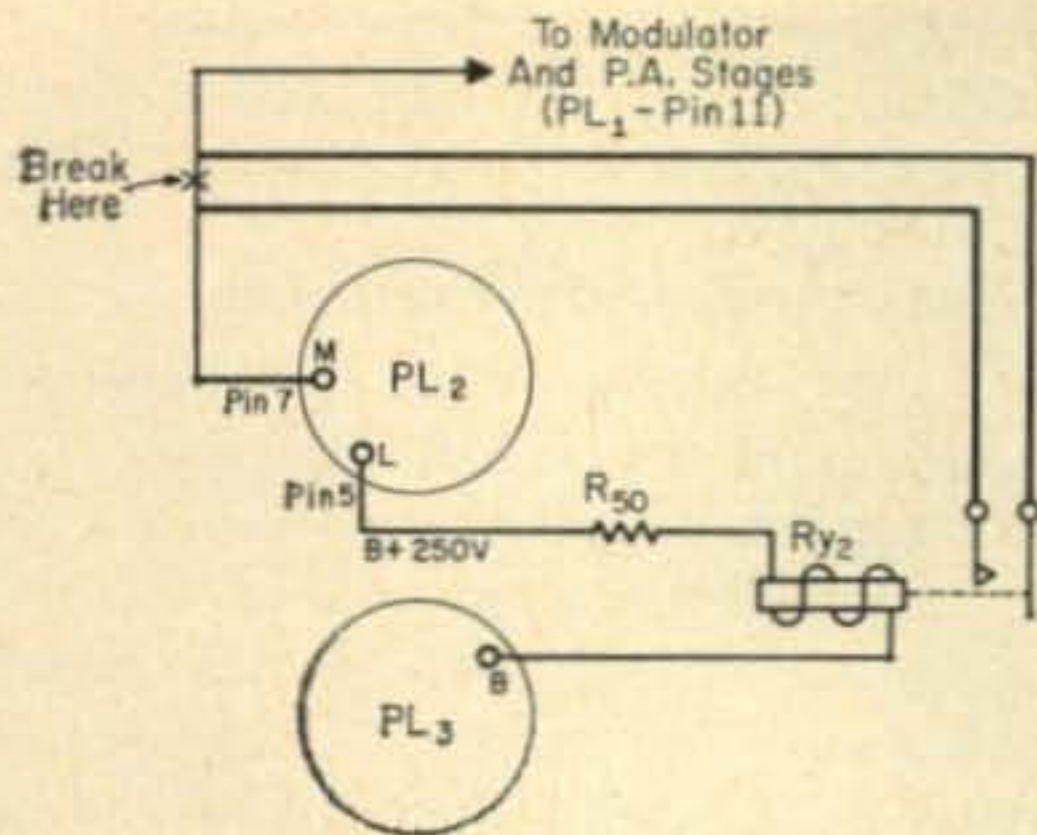 To Modulator
And P.A. Stages
(PL₁ - Pin 11)
Break
Here
M
PL₂
Pin 7
L
Pin 5
R₅₀
B+ 250V
Ry₂
B
PL₃